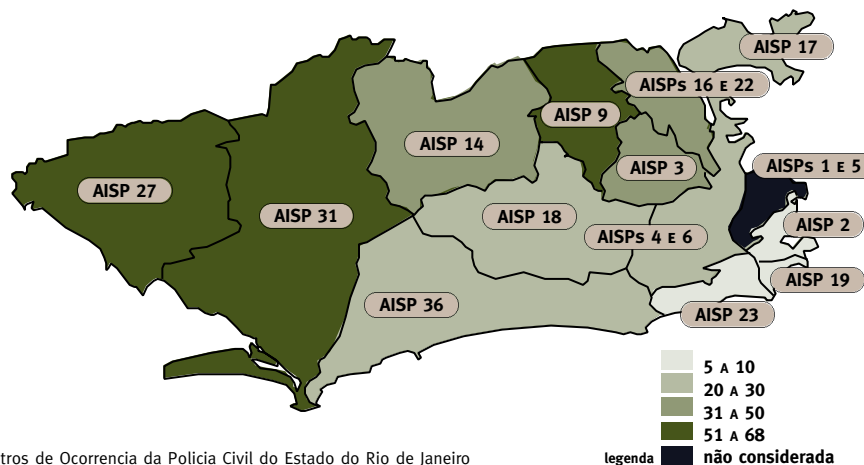 AISP 17
AISPs 16 E 22
AISP 9
AISP 14
AISP 3
AISPs 1 E 5
AISP 27
AISP 31
AISP 18
AISP 2
AISPs 4 E 6
AISP 19
AISP 36
AISP 23
5 A 10
20 A 30
31 A 50
51 A 68
legenda não considerada
de Ocorrencia da Policia Civil do Estado do Rio de Janeiro